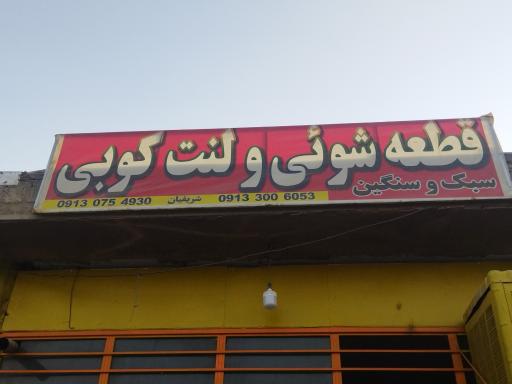 قطعه شوئی و لنت کوبی
سبک و سنگین
0913 300 6053 شریفیان 0913 075 4930